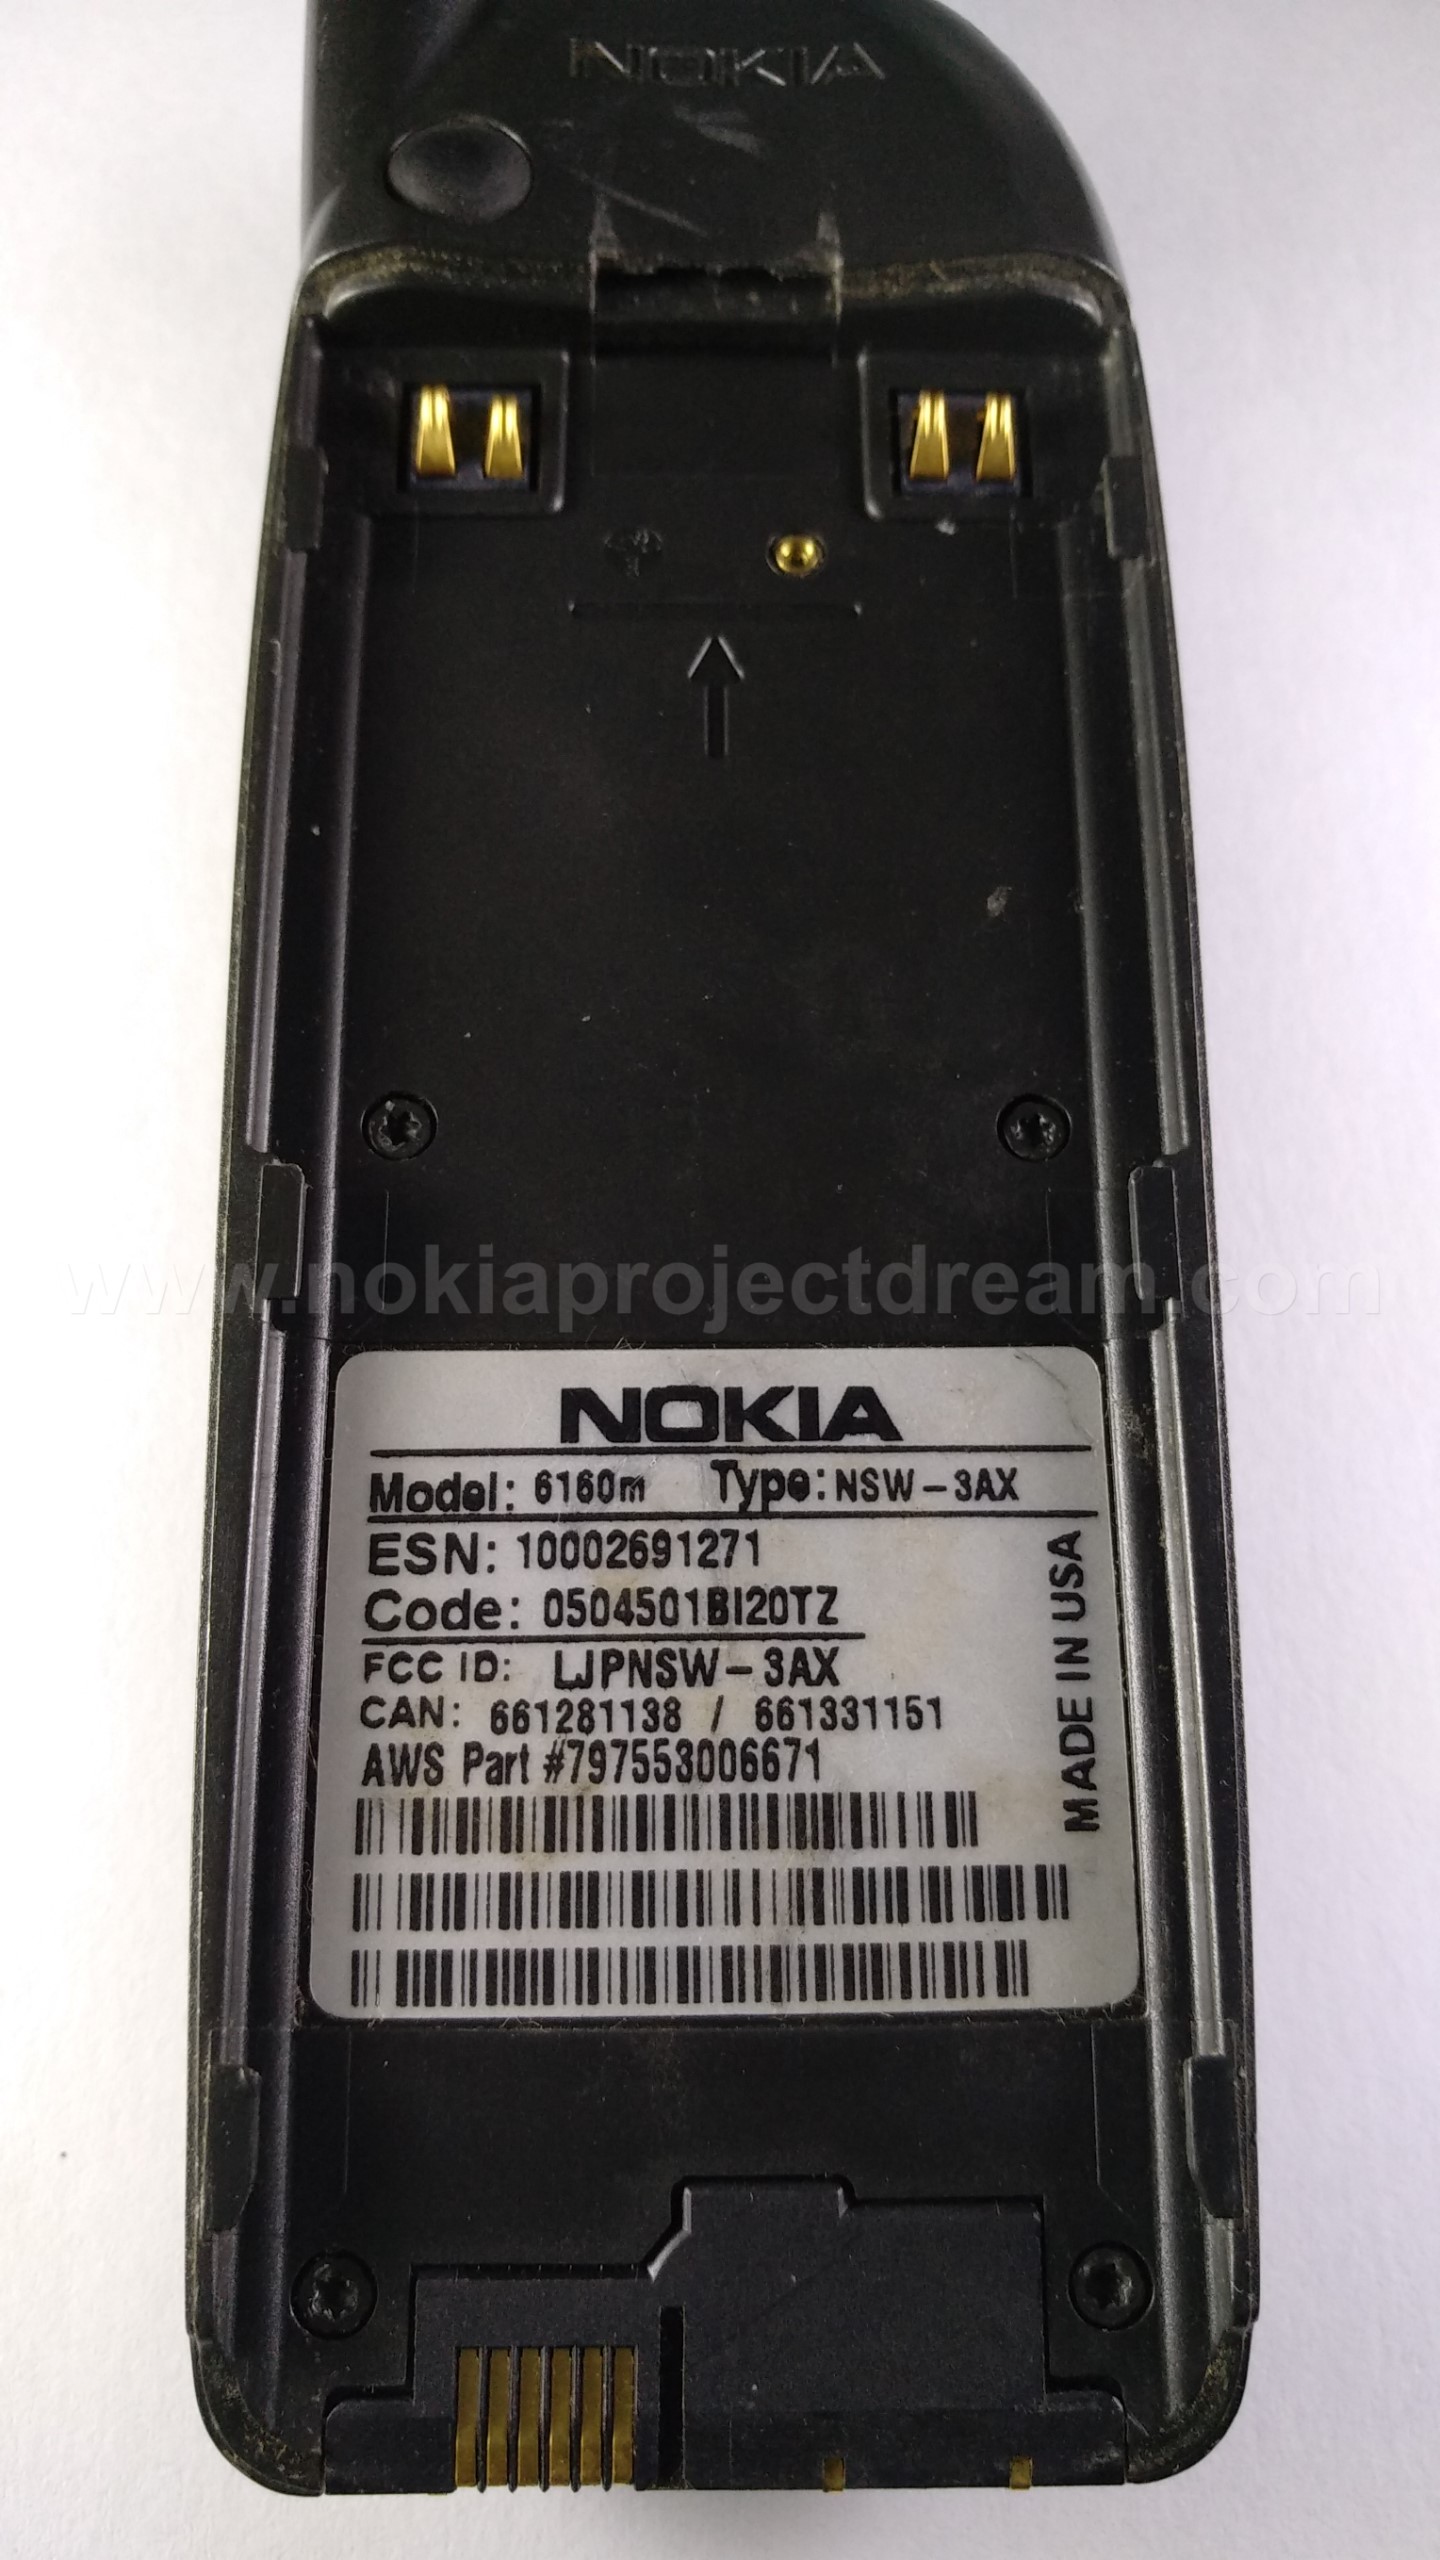 NOKIA
www.nokiaprojectdream.com
NOKIA
Model: 6160m Type: NSW-3AX
ESN: 10002691271
Code: 0504501BI20TZ
FCC ID: LJPNSW-3AX
CAN: 661281138 / 661331151
AWS Part #797553006671
MADE IN USA